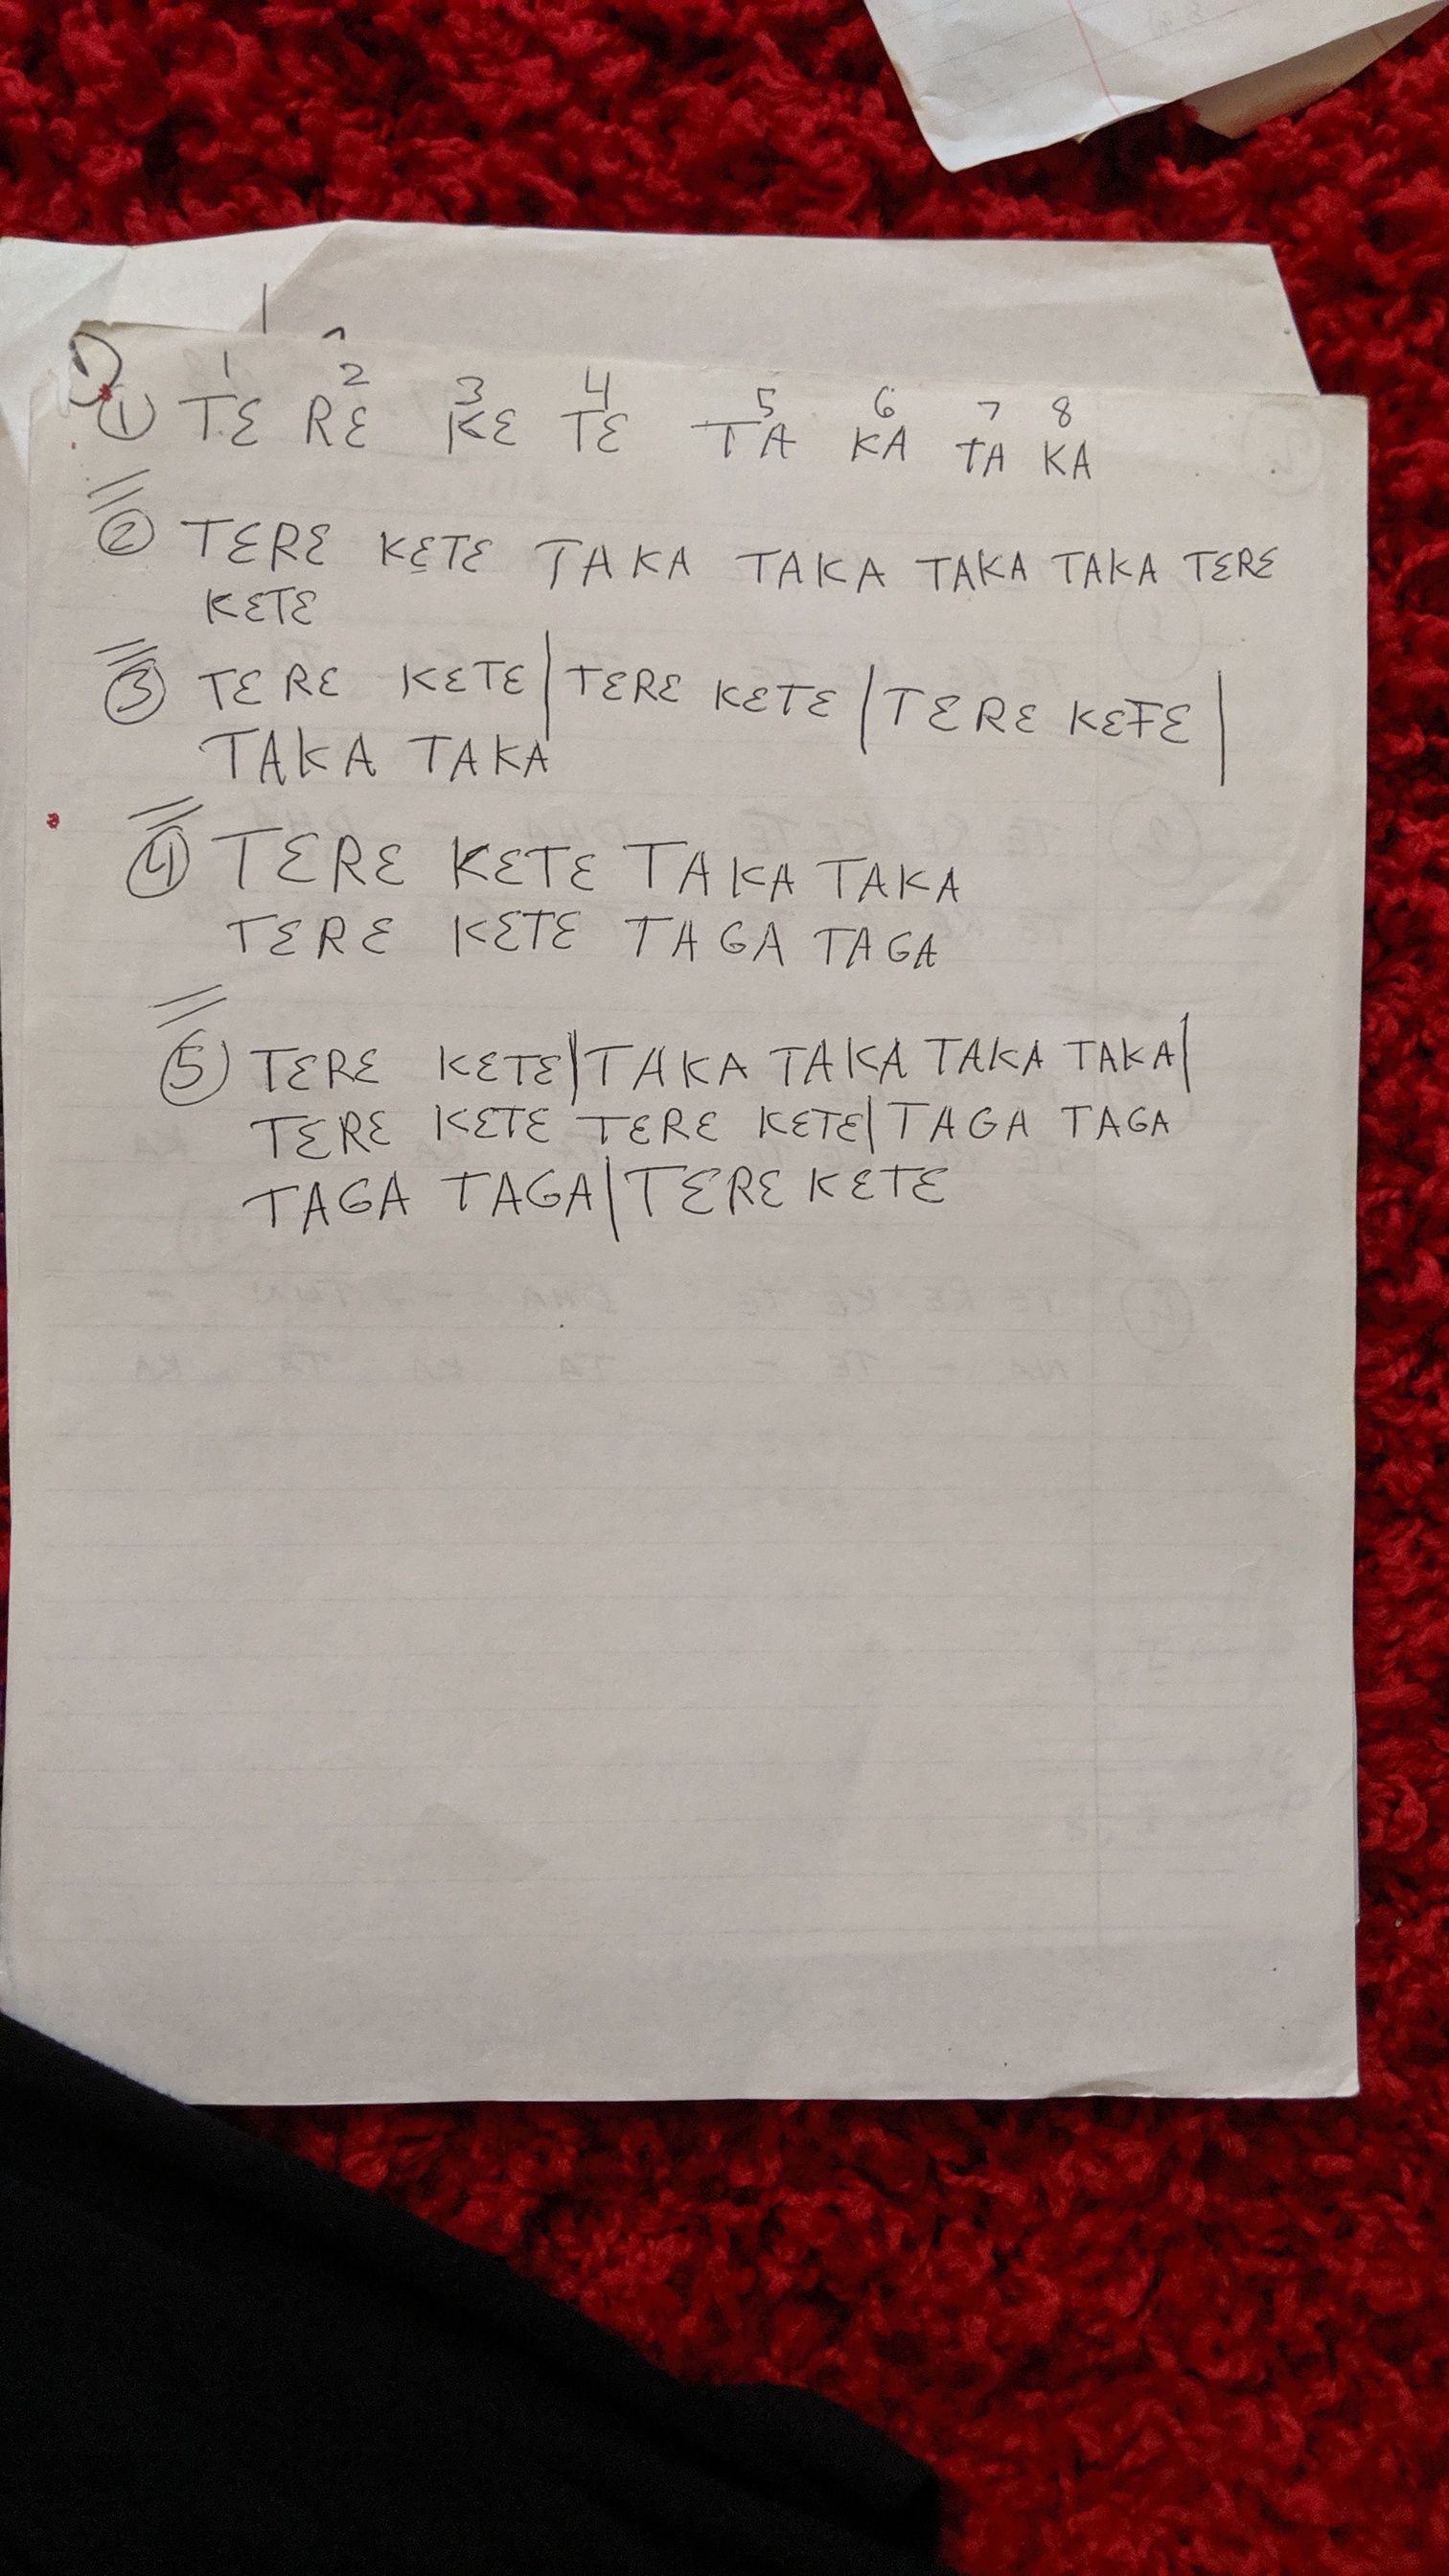 1 2 3 4 5 6 7 8
① TE RE KE TE TA KA TA KA
② TERE KETE TAKA TAKA TAKA TAKA TERE
KETE
③ TERE KETE | TERE KETE | TERE KETE |
TAKA TAKA
④ TERE KETE TAKA TAKA
TERE KETE TAGA TAGA
⑤ TERE KETE | TAKA TAKA TAKA TAKA |
TERE KETE TERE KETE | TAGA TAGA
TAGA TAGA | TERE KETE